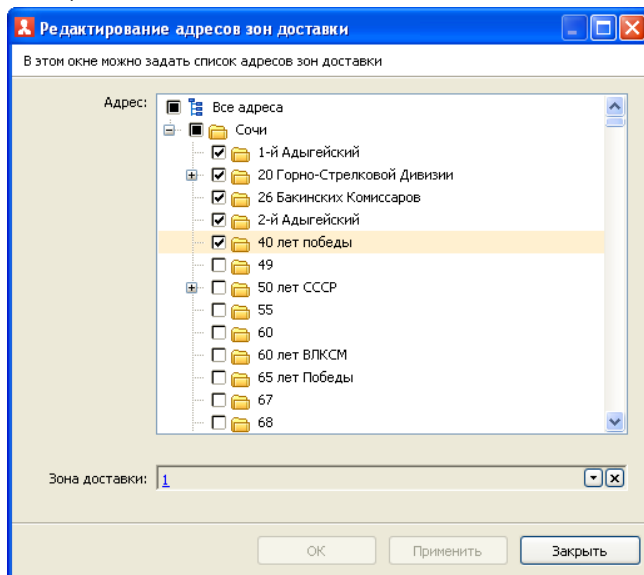 Редактирование адресов зон доставки
В этом окне можно задать список адресов зон доставки
Адрес:
Все адреса
Сочи
1-й Адыгейский
20 Горно-Стрелковой Дивизии
26 Бакинских Комиссаров
2-й Адыгейский
40 лет победы
49
50 лет СССР
55
60
60 лет ВЛКСМ
65 лет Победы
67
68
Зона доставки: 1
ОК Применить Закрыть